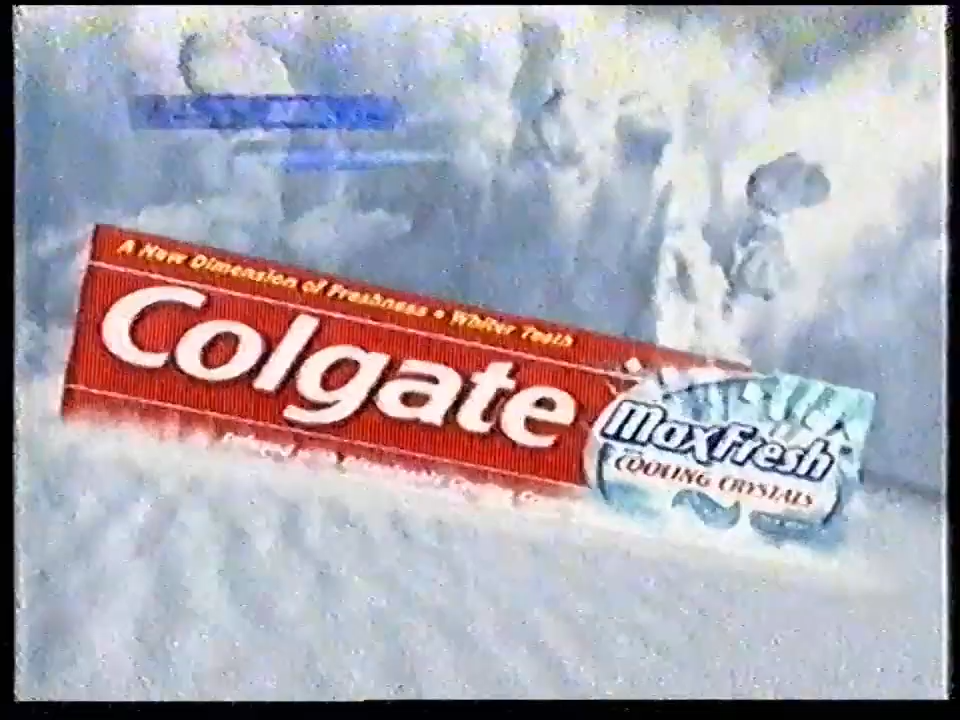 A New Dimension of Freshness • Whiter Teeth
Colgate
MaxFresh
COOLING CRYSTALS